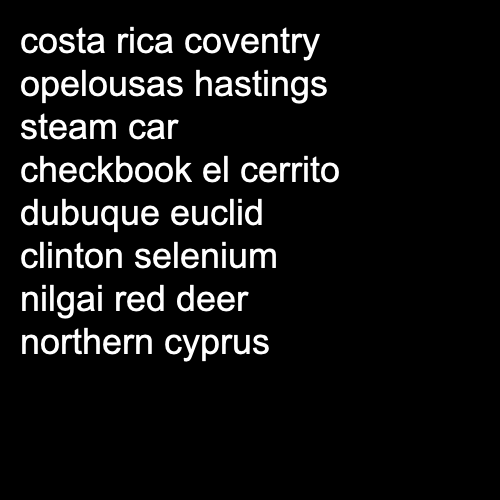 costa rica coventry
opelousas hastings
steam car
checkbook el cerrito
dubuque euclid
clinton selenium
nilgai red deer
northern cyprus